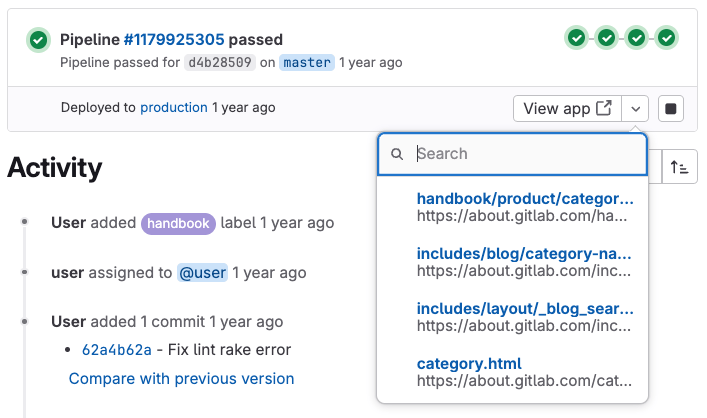 Pipeline #1179925305 passed
Pipeline passed for d4b28509 on master 1 year ago
Deployed to production 1 year ago
View app
Search
handbook/product/categor...
https://about.gitlab.com/ha...
includes/blog/category-na...
https://about.gitlab.com/inc...
includes/layout/_blog_sear...
https://about.gitlab.com/inc...
category.html
https://about.gitlab.com/cat...
Activity
User added handbook label 1 year ago
user assigned to @user 1 year ago
User added 1 commit 1 year ago
• 62a4b62a - Fix lint rake error
Compare with previous version